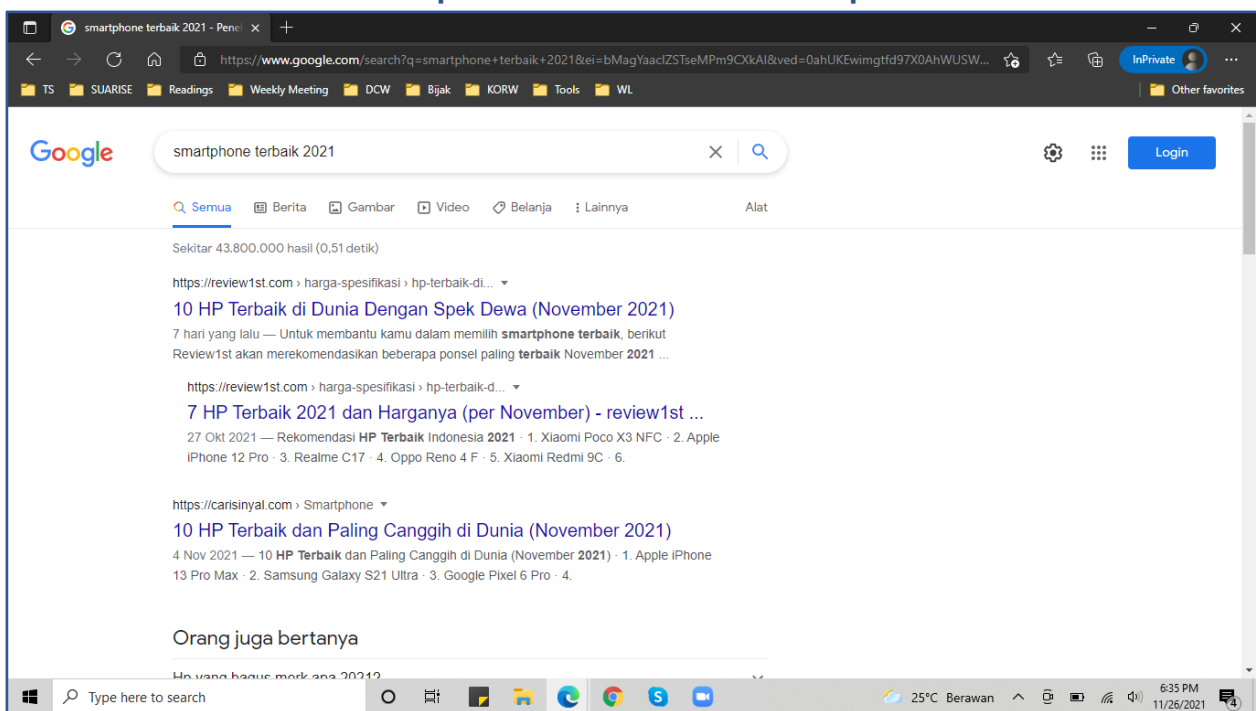 smartphone terbaik 2021 - Penel
https://www.google.com/search?q=smartphone+terbaik+2021&ei=bMagYaacIZSTseMPm9CXkAI&ved=0ahUKEwimgtfd97X0AhWUSW...
InPrivate
TS SUARISE Readings Weekly Meeting DCW Bijak KORW Tools WL Other favorites
Google smartphone terbaik 2021 Login
Semua Berita Gambar Video Belanja Lainnya Alat
Sekitar 43.800.000 hasil (0,51 detik)
https://review1st.com › harga-spesifikasi › hp-terbaik-di...
10 HP Terbaik di Dunia Dengan Spek Dewa (November 2021)
7 hari yang lalu — Untuk membantu kamu dalam memilih smartphone terbaik, berikut
Review1st akan merekomendasikan beberapa ponsel paling terbaik November 2021 ...
https://review1st.com › harga-spesifikasi › hp-terbaik-d...
7 HP Terbaik 2021 dan Harganya (per November) - review1st ...
27 Okt 2021 — Rekomendasi HP Terbaik Indonesia 2021 · 1. Xiaomi Poco X3 NFC · 2. Apple
iPhone 12 Pro · 3. Realme C17 · 4. Oppo Reno 4 F · 5. Xiaomi Redmi 9C · 6.
https://carisinyal.com › Smartphone
10 HP Terbaik dan Paling Canggih di Dunia (November 2021)
4 Nov 2021 — 10 HP Terbaik dan Paling Canggih di Dunia (November 2021) · 1. Apple iPhone
13 Pro Max · 2. Samsung Galaxy S21 Ultra · 3. Google Pixel 6 Pro · 4.
Orang juga bertanya
Hp yang bagus merk apa 2021?
Type here to search 25°C Berawan 6:35 PM
11/26/2021 4